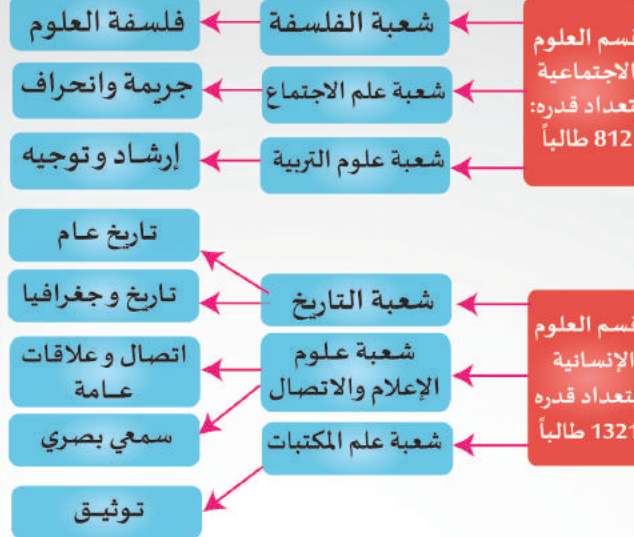 قسم العلوم
الاجتماعية
تعداد قدره:
812 طالباً
شعبة الفلسفة
فلسفة العلوم
شعبة علم الاجتماع
جريمة وانحراف
شعبة علوم التربية
إرشاد وتوجيه
قسم العلوم
الإنسانية
بتعداد قدره
1321 طالباً
شعبة التاريخ
تاريخ عام
تاريخ وجغرافيا
شعبة علوم
الإعلام والاتصال
اتصال وعلاقات
عامة
سمعي بصري
شعبة علم المكتبات
توثيق